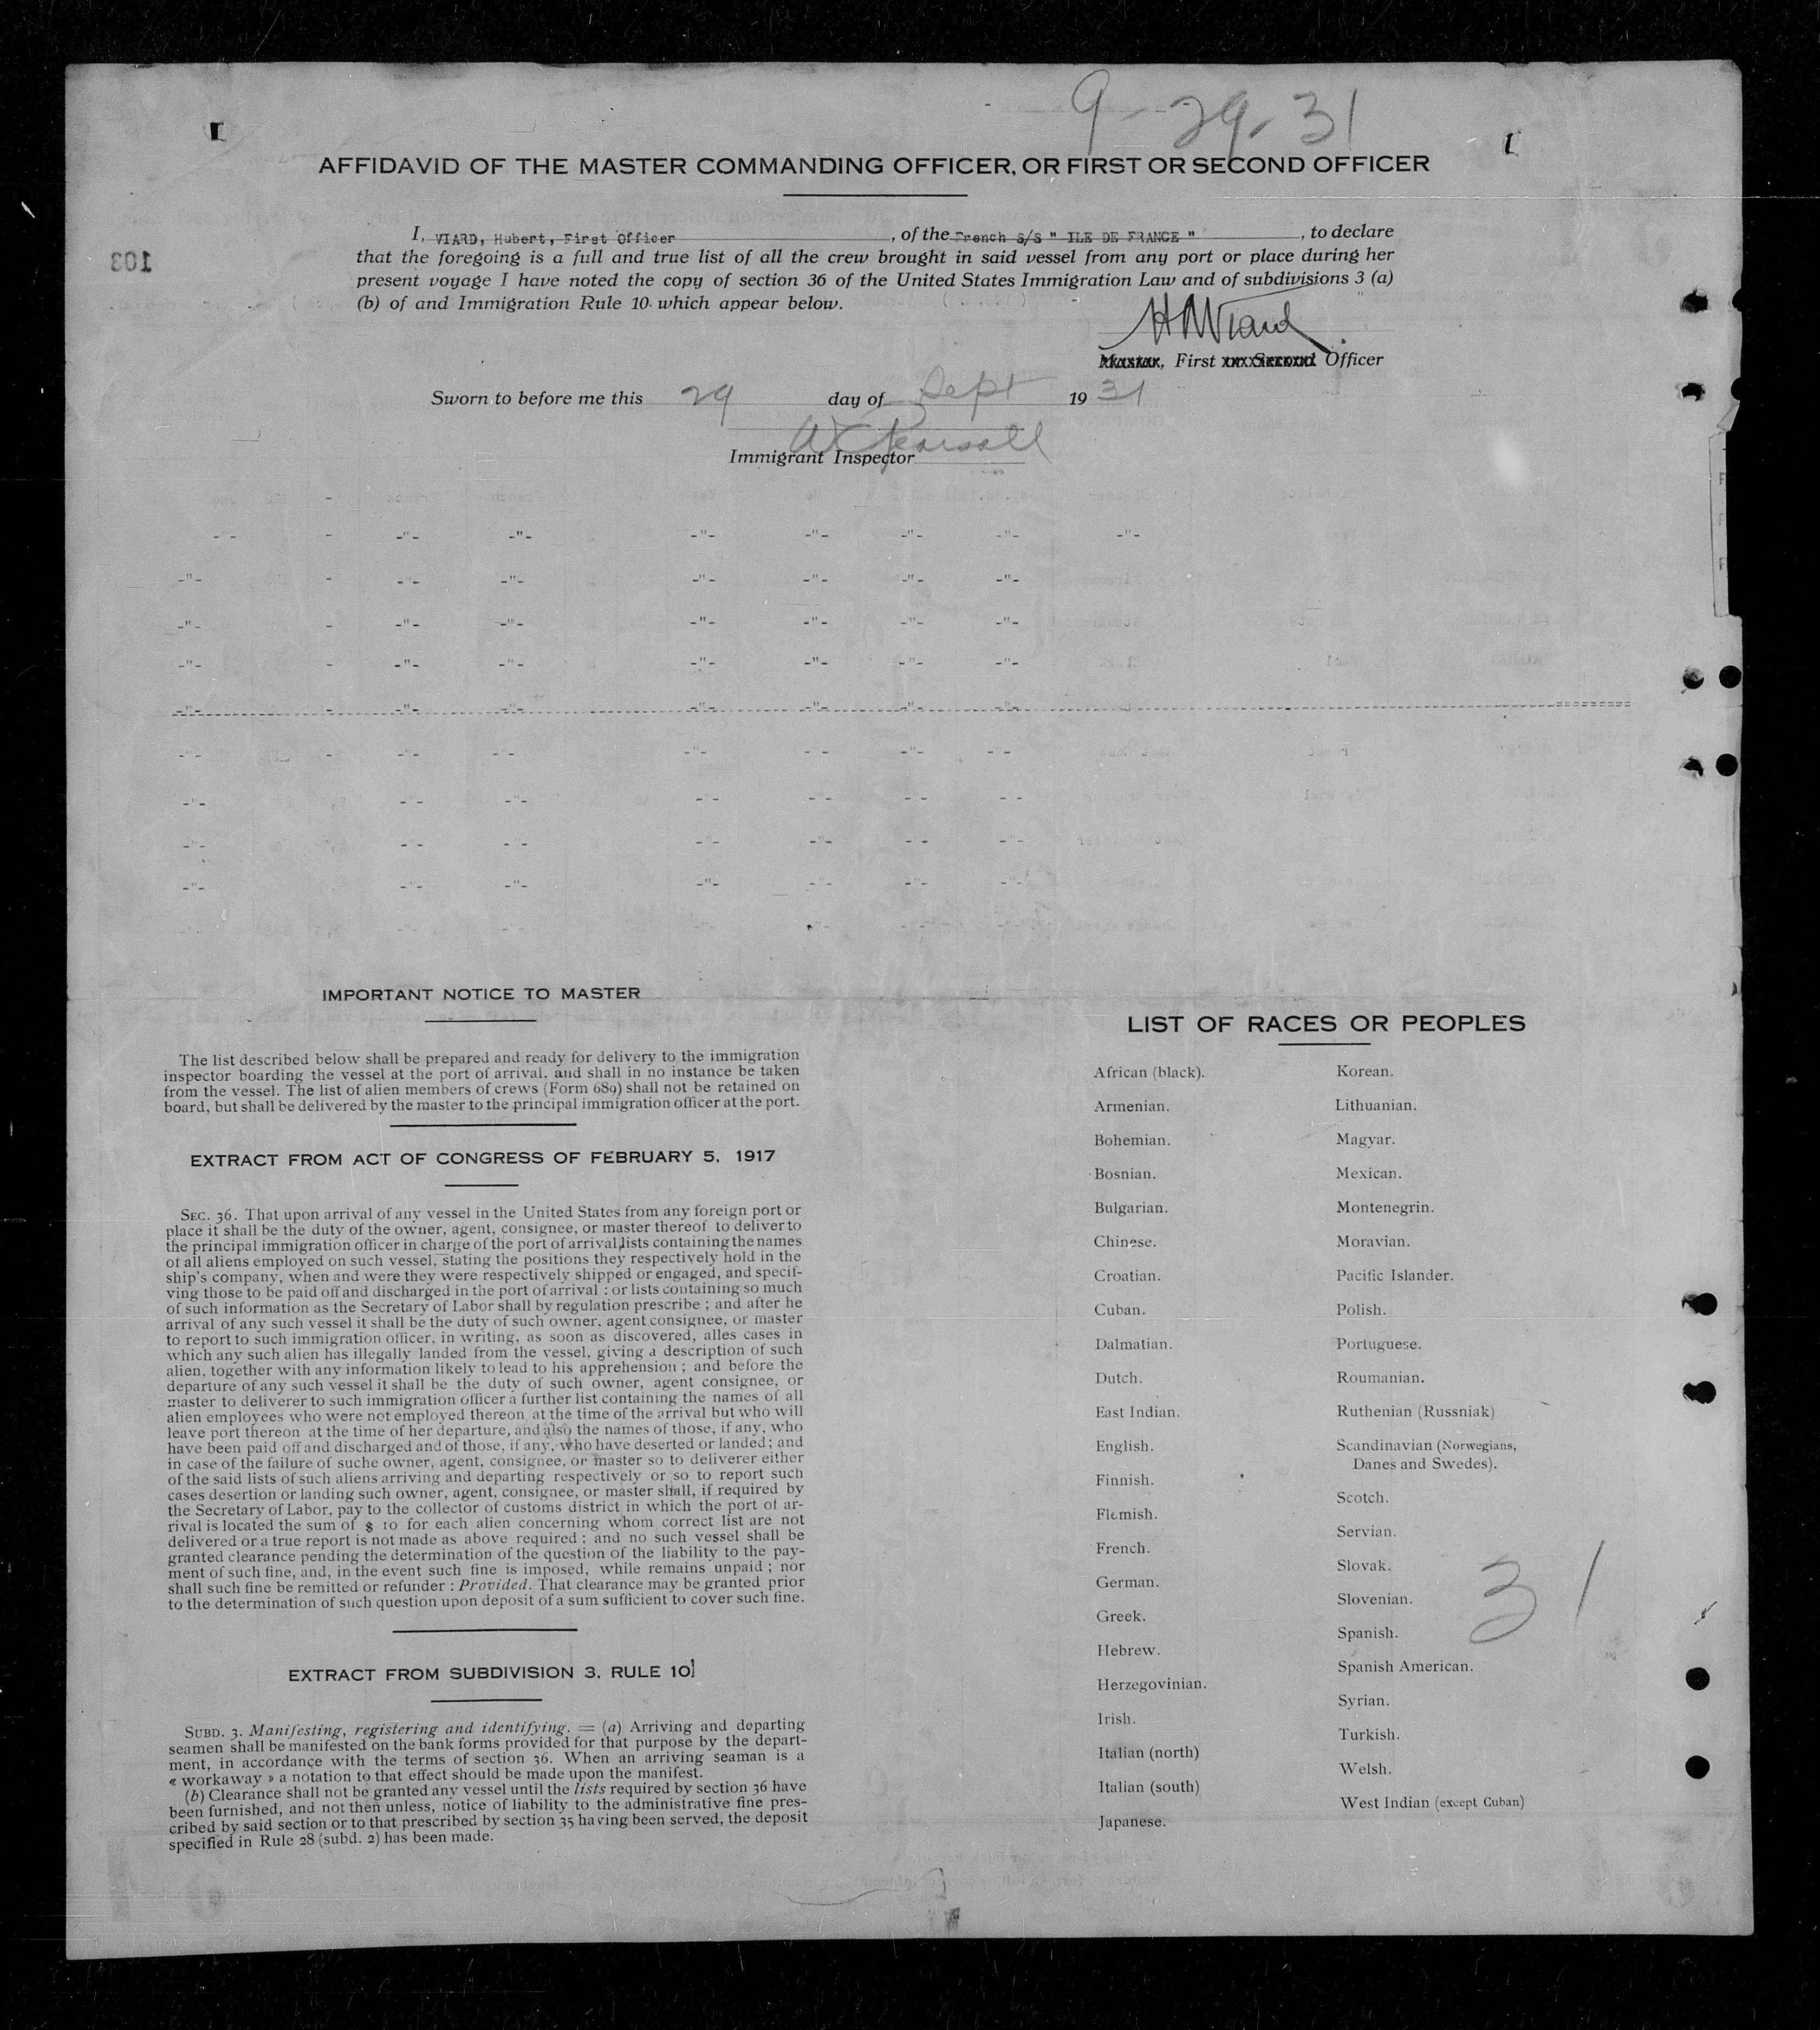 9-29-31
AFFIDAVID OF THE MASTER COMMANDING OFFICER, OR FIRST OR SECOND OFFICER
I, VIARD, Hubert, First Officer, of the French S/S " ILE DE FRANCE ", to declare
that the foregoing is a full and true list of all the crew brought in said vessel from any port or place during her
present voyage I have noted the copy of section 36 of the United States Immigration Law and of subdivisions 3 (a)
(b) of and Immigration Rule 10 which appear below.
103
H Viard
Master, First or Second Officer
Sworn to before me this 29 day of Sept 1931
Immigrant Inspector
IMPORTANT NOTICE TO MASTER
The list described below shall be prepared and ready for delivery to the immigration
inspector boarding the vessel at the port of arrival, and shall in no instance be taken
from the vessel. The list of alien members of crews (Form 689) shall not be retained on
board, but shall be delivered by the master to the principal immigration officer at the port.
EXTRACT FROM ACT OF CONGRESS OF FEBRUARY 5, 1917
SEC. 36. That upon arrival of any vessel in the United States from any foreign port or
place it shall be the duty of the owner, agent, consignee, or master thereof to deliver to
the principal immigration officer in charge of the port of arrival, lists containing the names
of all aliens employed on such vessel, stating the positions they respectively hold in the
ship's company, when and were they were respectively shipped or engaged, and specif-
ving those to be paid off and discharged in the port of arrival : or lists containing so much
of such information as the Secretary of Labor shall by regulation prescribe ; and after he
arrival of any such vessel it shall be the duty of such owner, agent consignee, or master
to report to such immigration officer, in writing, as soon as discovered, alles cases in
which any such alien has illegally landed from the vessel, giving a description of such
alien, together with any information likely to lead to his apprehension ; and before the
departure of any such vessel it shall be the duty of such owner, agent consignee, or
master to deliverer to such immigration officer a further list containing the names of all
alien employees who were not employed thereon at the time of the arrival but who will
leave port thereon at the time of her departure, and also the names of those, if any, who
have been paid off and discharged and of those, if any, who have deserted or landed; and
in case of the failure of suche owner, agent, consignee, or master so to deliverer either
of the said lists of such aliens arriving and departing respectively or so to report such
cases desertion or landing such owner, agent, consignee, or master shall, if required by
the Secretary of Labor, pay to the collector of customs district in which the port of ar-
rival is located the sum of $ 10 for each alien concerning whom correct list are not
delivered or a true report is not made as above required ; and no such vessel shall be
granted clearance pending the determination of the question of the liability to the pay-
ment of such fine, and, in the event such fine is imposed, while remains unpaid ; nor
shall such fine be remitted or refunder : Provided. That clearance may be granted prior
to the determination of such question upon deposit of a sum sufficient to cover such fine.
EXTRACT FROM SUBDIVISION 3, RULE 10
SUBD. 3. Manifesting, registering and identifying. = (a) Arriving and departing
seamen shall be manifested on the bank forms provided for that purpose by the depart-
ment, in accordance with the terms of section 36. When an arriving seaman is a
« workaway » a notation to that effect should be made upon the manifest.
(b) Clearance shall not be granted any vessel until the lists required by section 36 have
been furnished, and not then unless, notice of liability to the administrative fine pres-
cribed by said section or to that prescribed by section 35 having been served, the deposit
specified in Rule 28 (subd. 2) has been made.
LIST OF RACES OR PEOPLES
African (black).
Armenian.
Bohemian.
Bosnian.
Bulgarian.
Chinese.
Croatian.
Cuban.
Dalmatian.
Dutch.
East Indian.
English.
Finnish.
Flemish.
French.
German.
Greek.
Hebrew.
Herzegovinian.
Irish.
Italian (north)
Italian (south)
Japanese.
Korean.
Lithuanian.
Magyar.
Mexican.
Montenegrin.
Moravian.
Pacific Islander.
Polish.
Portuguese.
Roumanian.
Ruthenian (Russniak)
Scandinavian (Norwegians,
Danes and Swedes).
Scotch.
Servian.
Slovak.
Slovenian.
Spanish.
Spanish American.
Syrian.
Turkish.
Welsh.
West Indian (except Cuban)
31